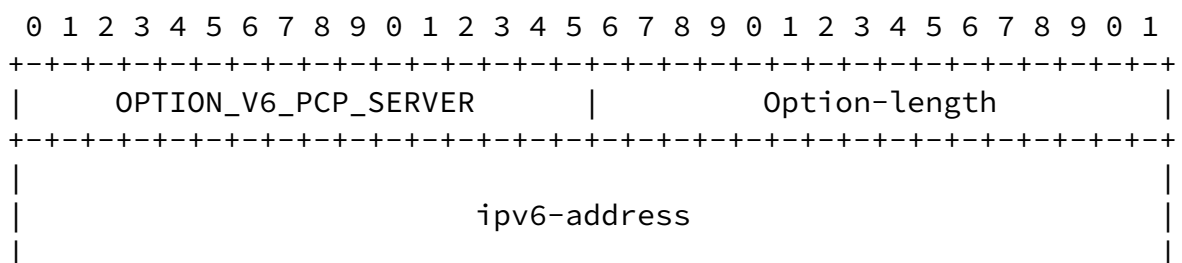 0 1 2 3 4 5 6 7 8 9 0 1 2 3 4 5 6 7 8 9 0 1 2 3 4 5 6 7 8 9 0 1
+-+-+-+-+-+-+-+-+-+-+-+-+-+-+-+-+-+-+-+-+-+-+-+-+-+-+-+-+-+-+-+-+
|     OPTION_V6_PCP_SERVER      |         Option-length         |
+-+-+-+-+-+-+-+-+-+-+-+-+-+-+-+-+-+-+-+-+-+-+-+-+-+-+-+-+-+-+-+-+
|                                                               |
|                         ipv6-address                          |
|                                                               |